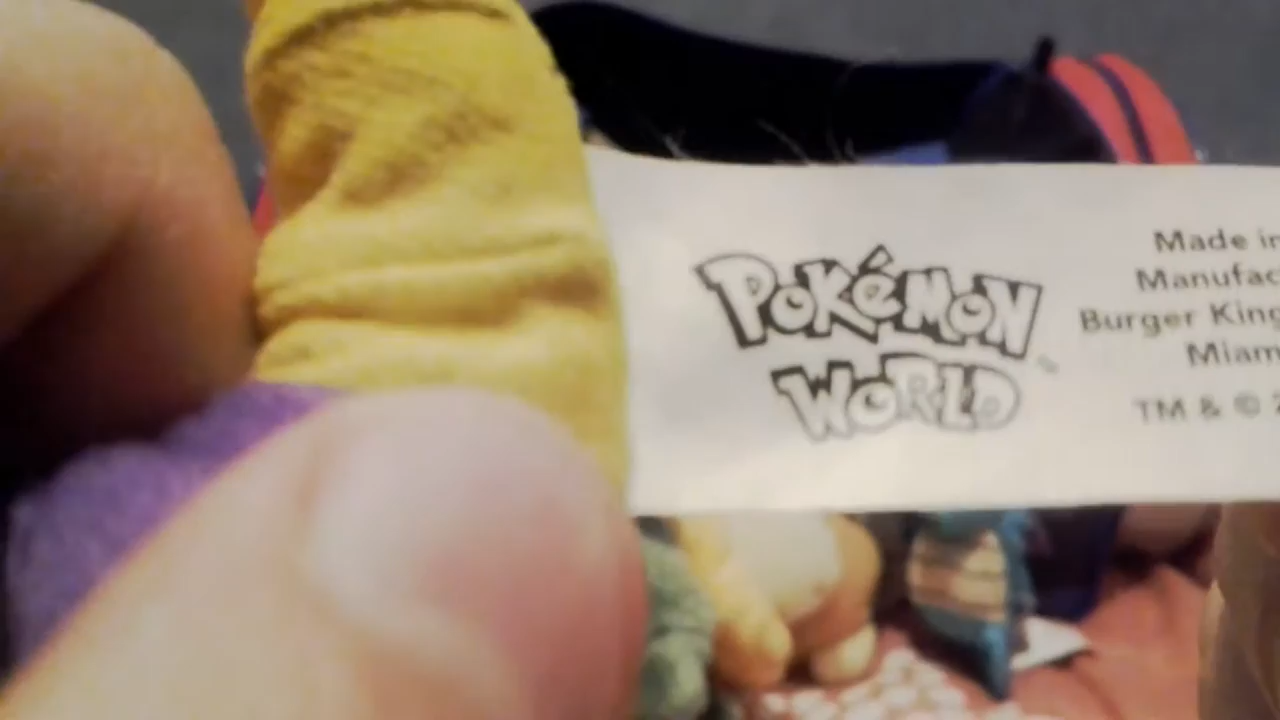 POKéMON
WORLD
Made in
Manufac
Burger King
Miam
TM & © 2